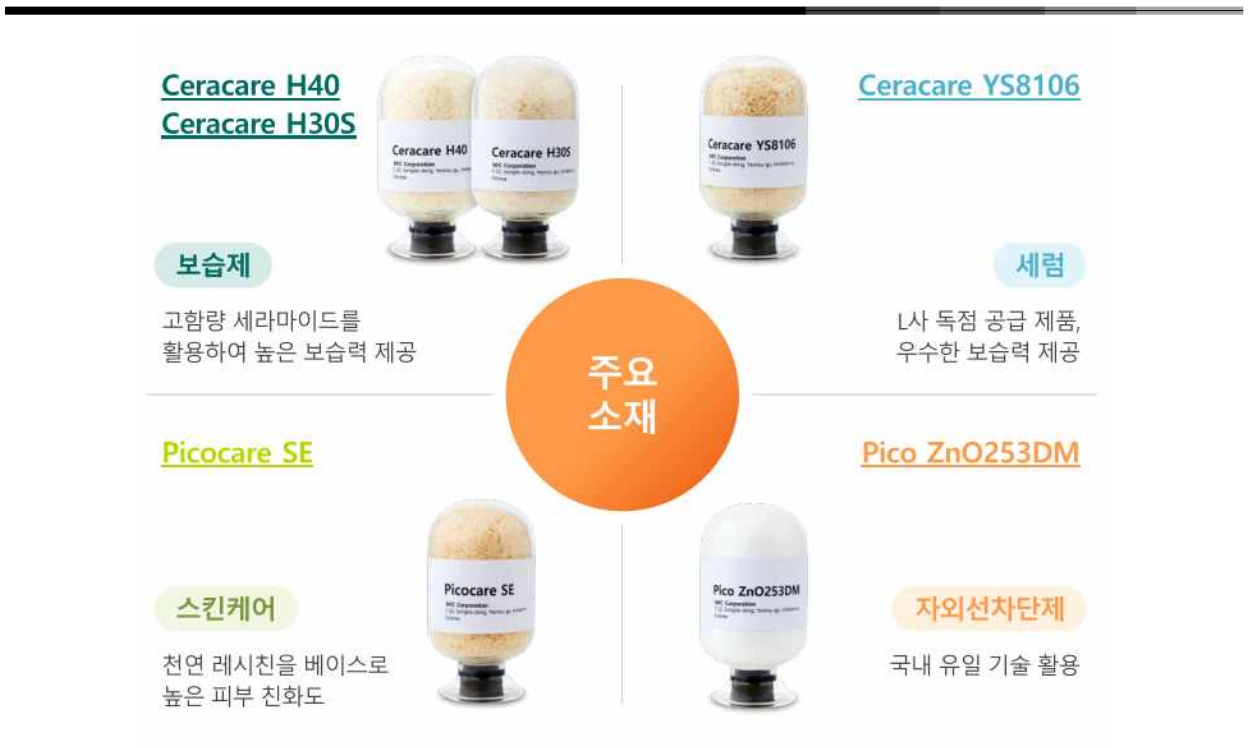 Ceracare H40
Ceracare H30S
보습제
고함량 세라마이드를
활용하여 높은 보습력 제공
Ceracare H40
Ceracare H30S
Ceracare YS8106
Ceracare YS8106
세럼
L사 독점 공급 제품,
우수한 보습력 제공
주요
소재
Picocare SE
스킨케어
천연 레시친을 베이스로
높은 피부 친화도
Picocare SE
Pico ZnO253DM
Pico ZnO253DM
자외선차단제
국내 유일 기술 활용